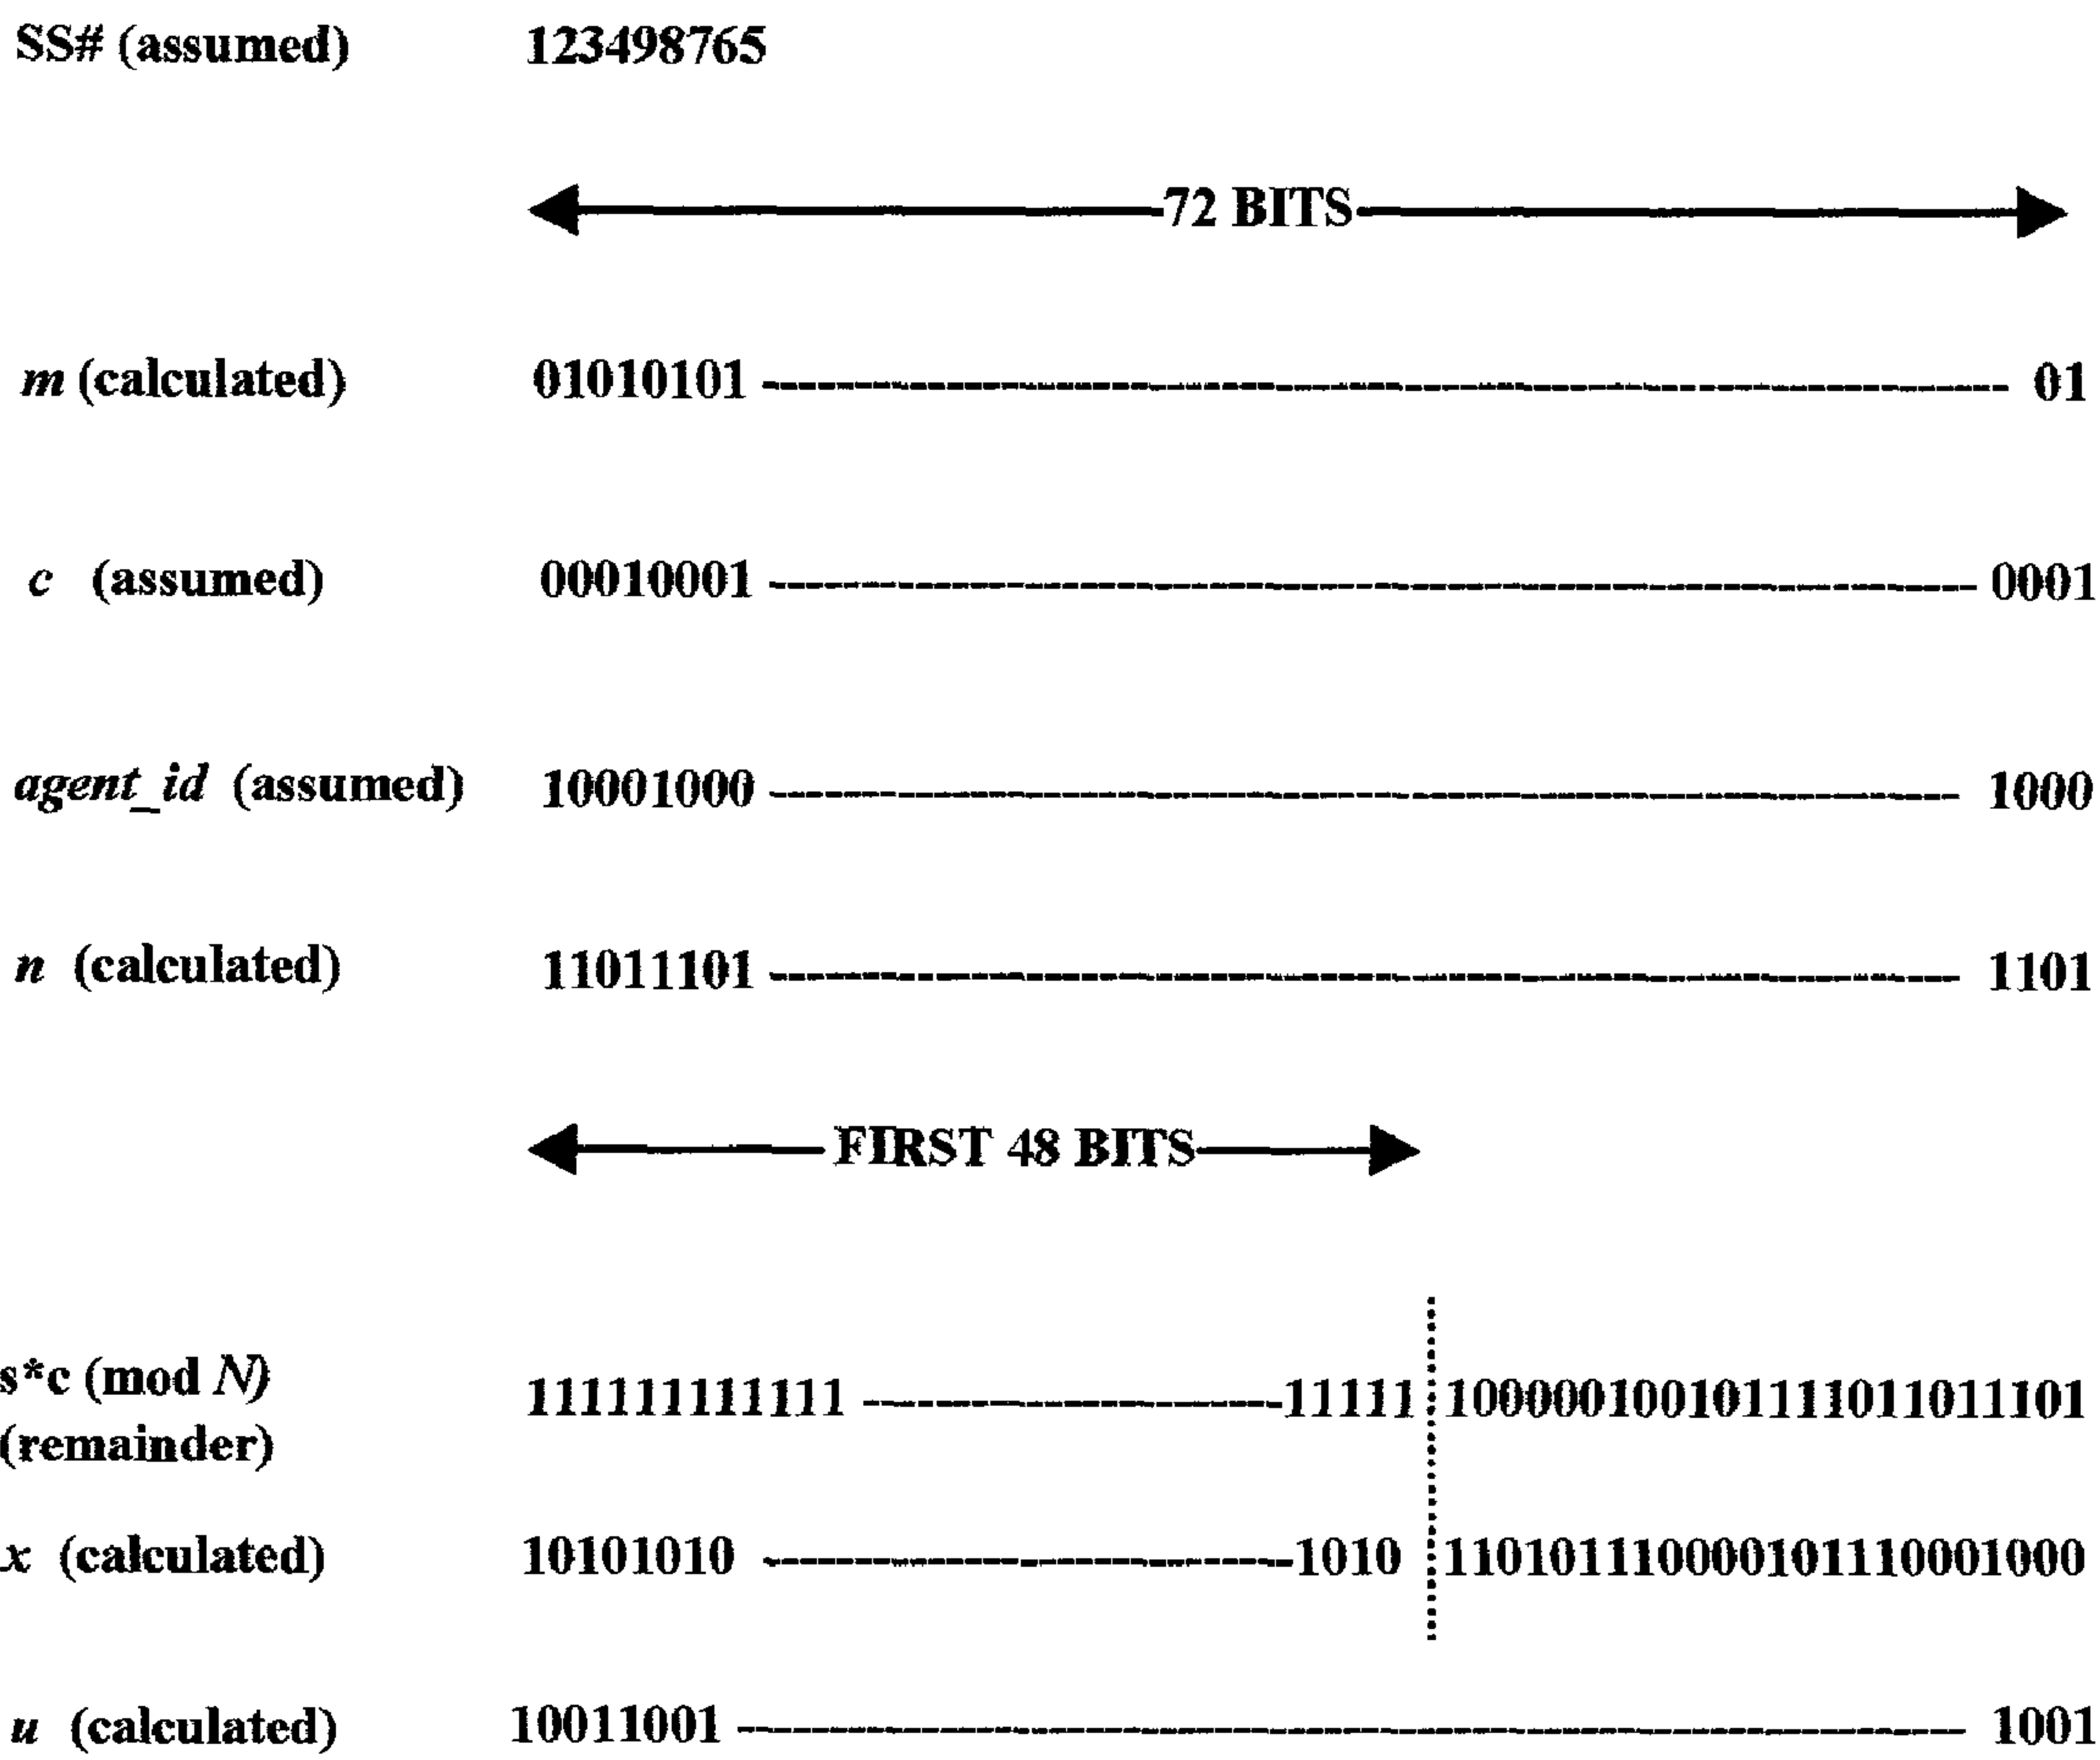 SS# (assumed) 123498765
72 BITS
m (calculated) 01010101 ---------- 01
c (assumed) 00010001 ---------- 0001
agent_id (assumed) 10001000 ---------- 1000
n (calculated) 11011101 ---------- 1101
FIRST 48 BITS
s*c (mod N) 111111111111 ---------- 11111 100000100101111011011101
(remainder)
x (calculated) 10101010 ---------- 1010 110101110000101110001000
u (calculated) 10011001 ---------- 1001